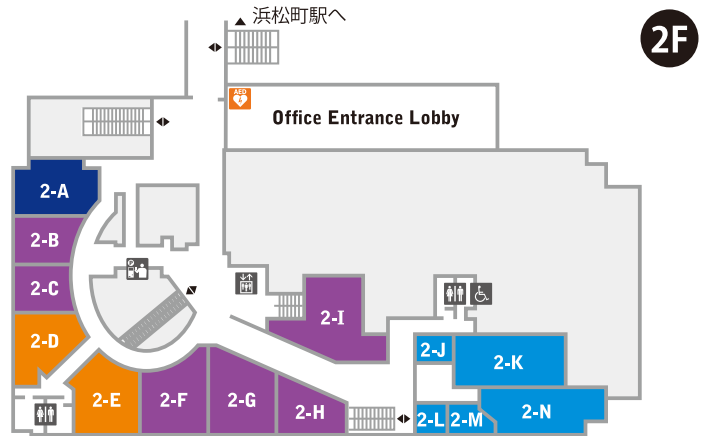 浜松町駅へ
2F
AED
Office Entrance Lobby
2-A
2-B
2-C
2-D
2-E
2-F
2-G
2-H
2-I
2-J
2-K
2-L
2-M
2-N